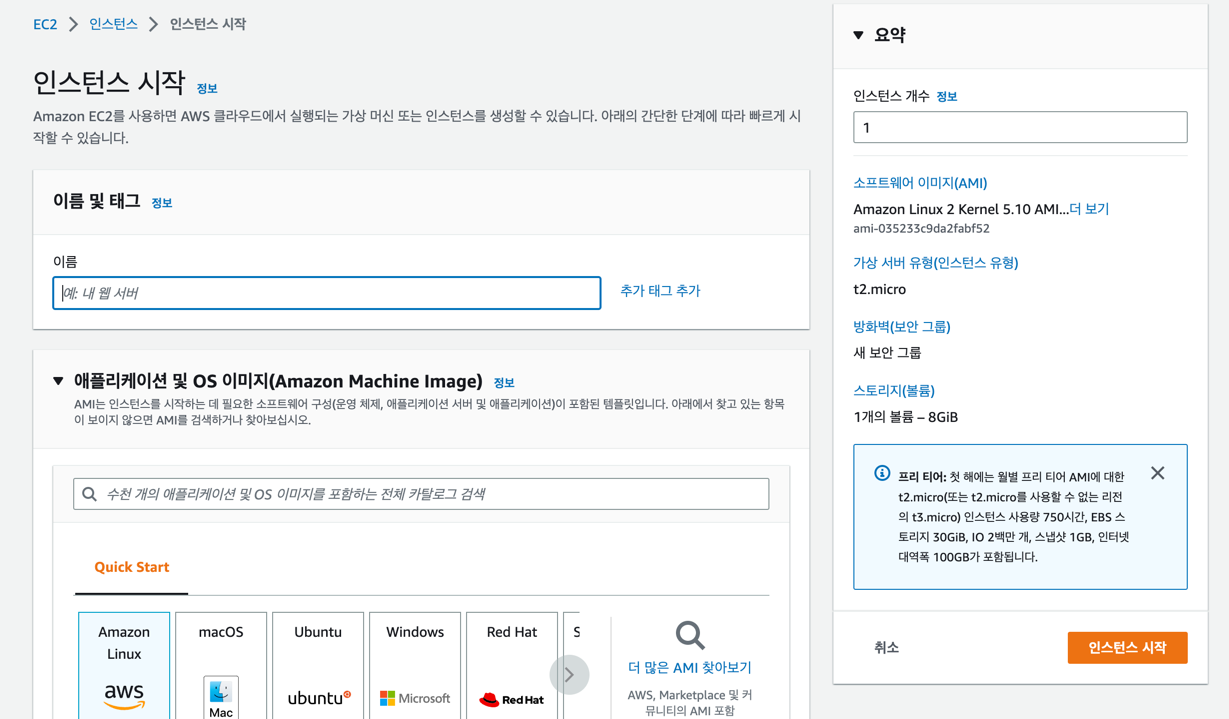 EC2 > 인스턴스 > 인스턴스 시작
인스턴스 시작 정보
Amazon EC2를 사용하면 AWS 클라우드에서 실행되는 가상 머신 또는 인스턴스를 생성할 수 있습니다. 아래의 간단한 단계에 따라 빠르게 시
작할 수 있습니다.
이름 및 태그 정보
이름
예: 내 웹 서버
추가 태그 추가
애플리케이션 및 OS 이미지(Amazon Machine Image) 정보
AMI는 인스턴스를 시작하는 데 필요한 소프트웨어 구성(운영 체제, 애플리케이션 서버 및 애플리케이션)이 포함된 템플릿입니다. 아래에서 찾고 있는 항목
이 보이지 않으면 AMI를 검색하거나 찾아보십시오.
수천 개의 애플리케이션 및 OS 이미지를 포함하는 전체 카탈로그 검색
Quick Start
Amazon
Linux
aws
macOS
Mac
Ubuntu
ubuntu
Windows
Microsoft
Red Hat
Red Hat
S
더 많은 AMI 찾아보기
AWS, Marketplace 및 커
뮤니티의 AMI 포함
요약
인스턴스 개수 정보
1
소프트웨어 이미지(AMI)
Amazon Linux 2 Kernel 5.10 AMI...더 보기
ami-035233c9da2fabf52
가상 서버 유형(인스턴스 유형)
t2.micro
방화벽(보안 그룹)
새 보안 그룹
스토리지(볼륨)
1개의 볼륨 – 8GiB
프리 티어: 첫 해에는 월별 프리 티어 AMI에 대한
t2.micro(또는 t2.micro를 사용할 수 없는 리전
의 t3.micro) 인스턴스 사용량 750시간, EBS 스
토리지 30GiB, IO 2백만 개, 스냅샷 1GB, 인터넷
대역폭 100GB가 포함됩니다.
취소
인스턴스 시작